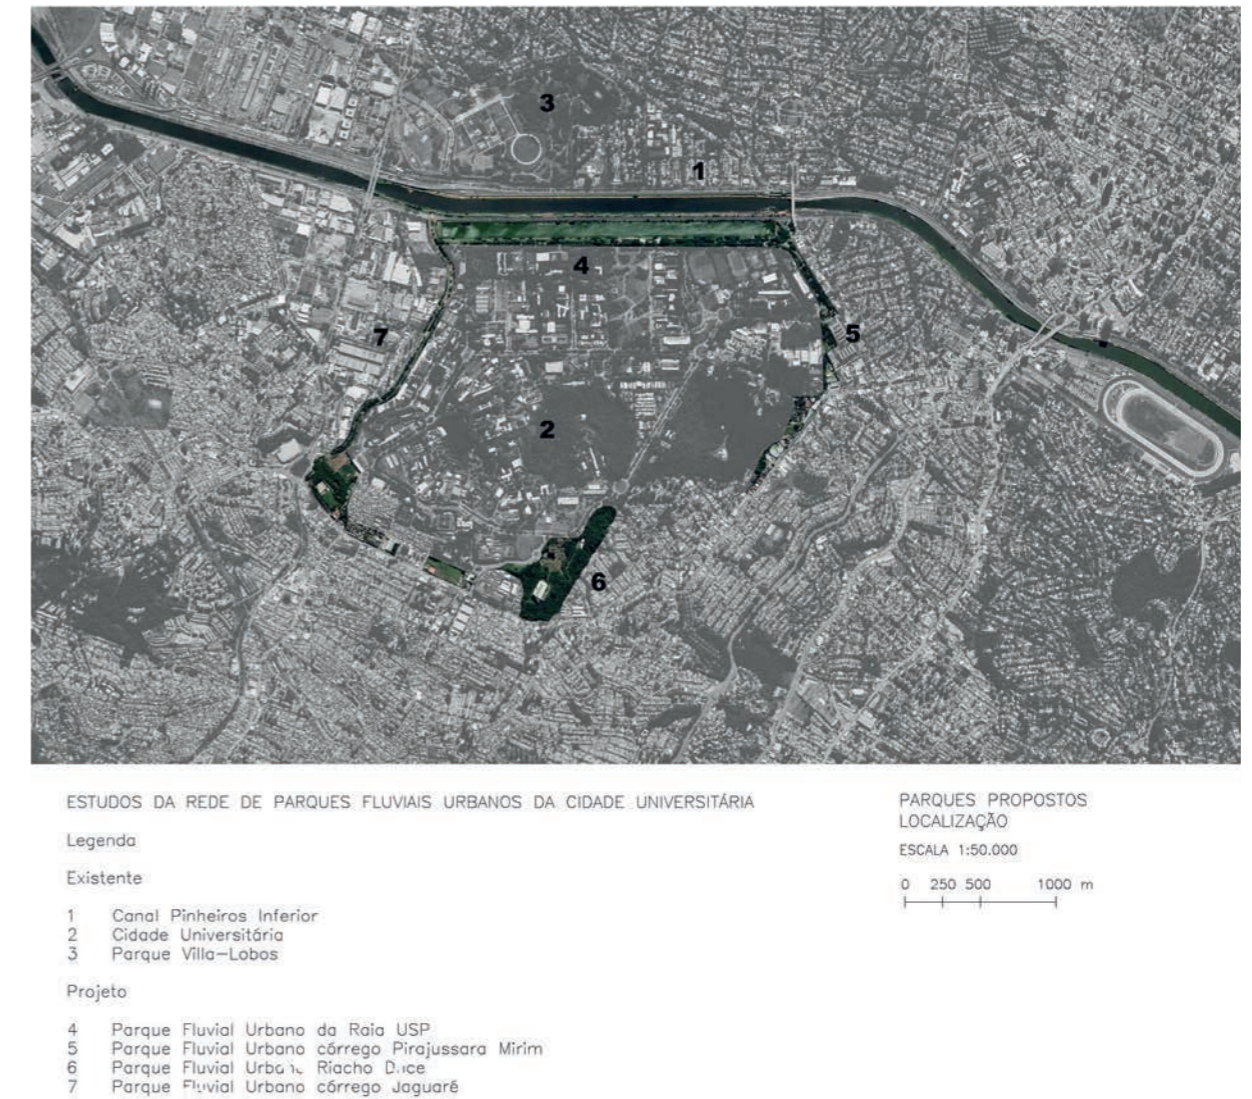 3
1
4
7
5
2
6
ESTUDOS DA REDE DE PARQUES FLUVIAIS URBANOS DA CIDADE UNIVERSITÁRIA
Legenda
Existente
1 Canal Pinheiros Inferior
2 Cidade Universitária
3 Parque Villa-Lobos
Projeto
4 Parque Fluvial Urbano da Raia USP
5 Parque Fluvial Urbano córrego Pirajussara Mirim
6 Parque Fluvial Riacho
7 Parque Fluvial Urbano córrego Jaguaré
PARQUES PROPOSTOS
LOCALIZAÇÃO
ESCALA 1:50.000
0 250 500 1000 m